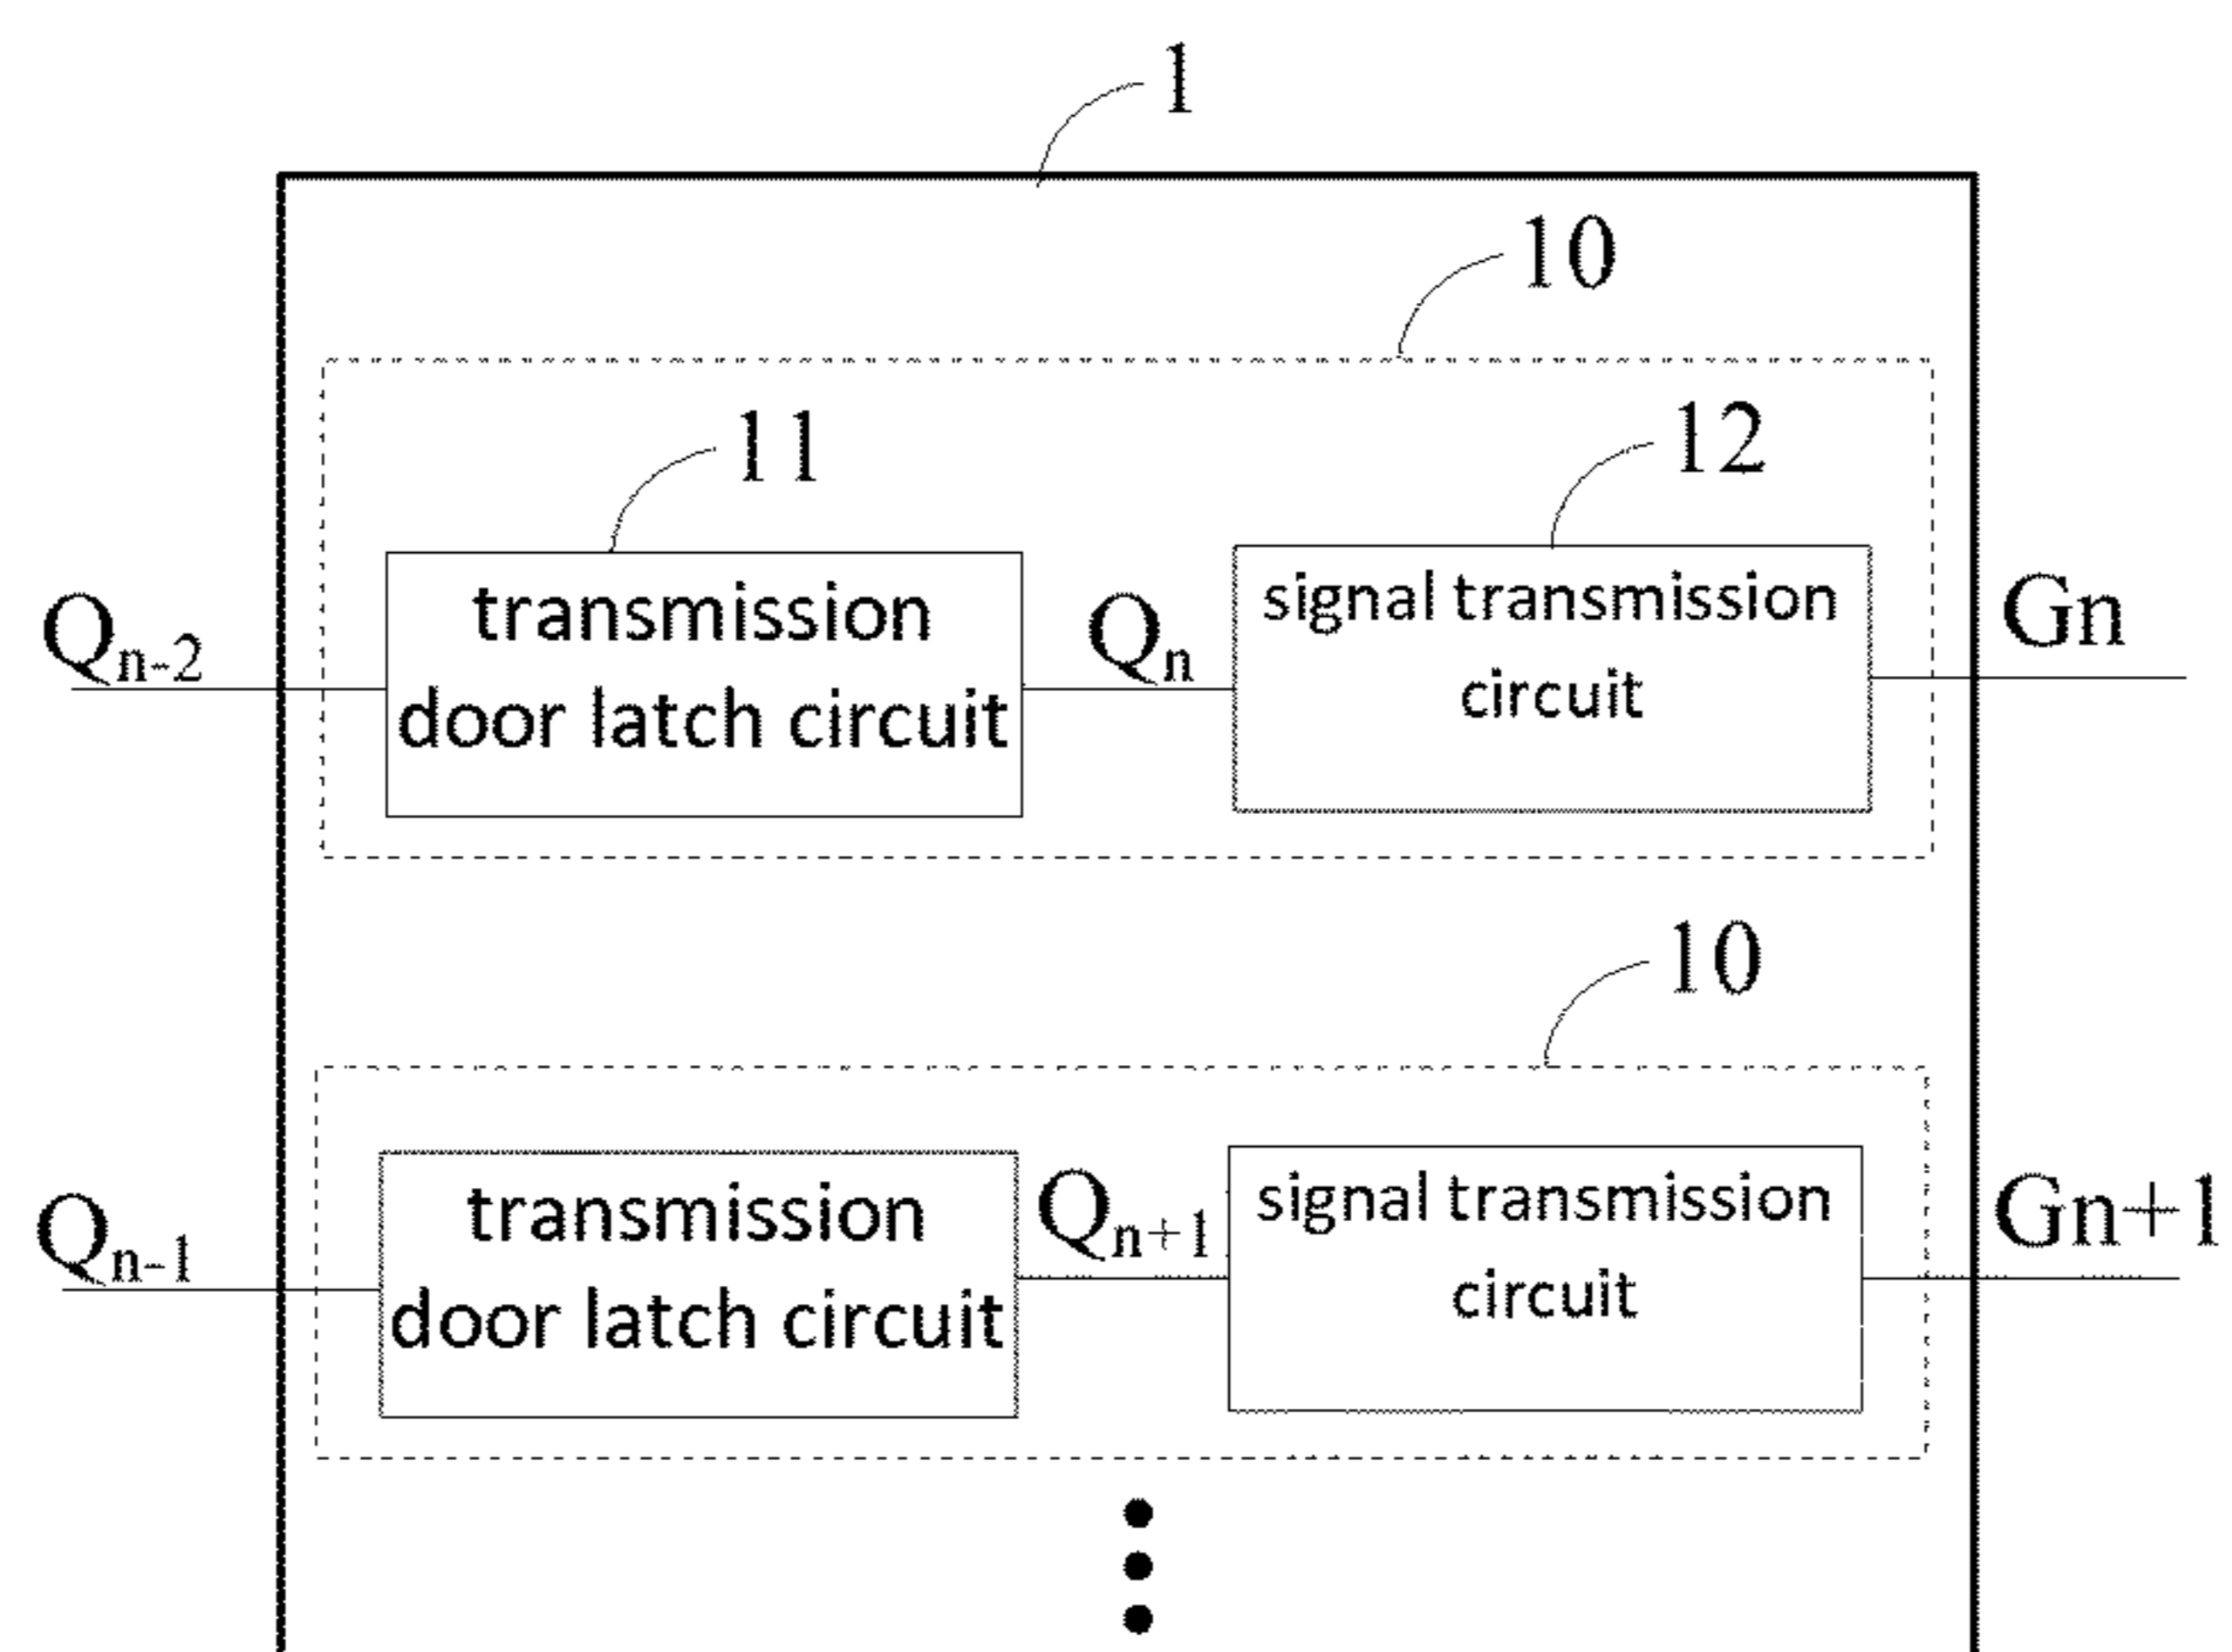 1
10
11
12
Qn-2
transmission
door latch circuit
Qn
signal transmission
circuit
Gn
10
Qn-1
transmission
door latch circuit
Qn+1
signal transmission
circuit
Gn+1